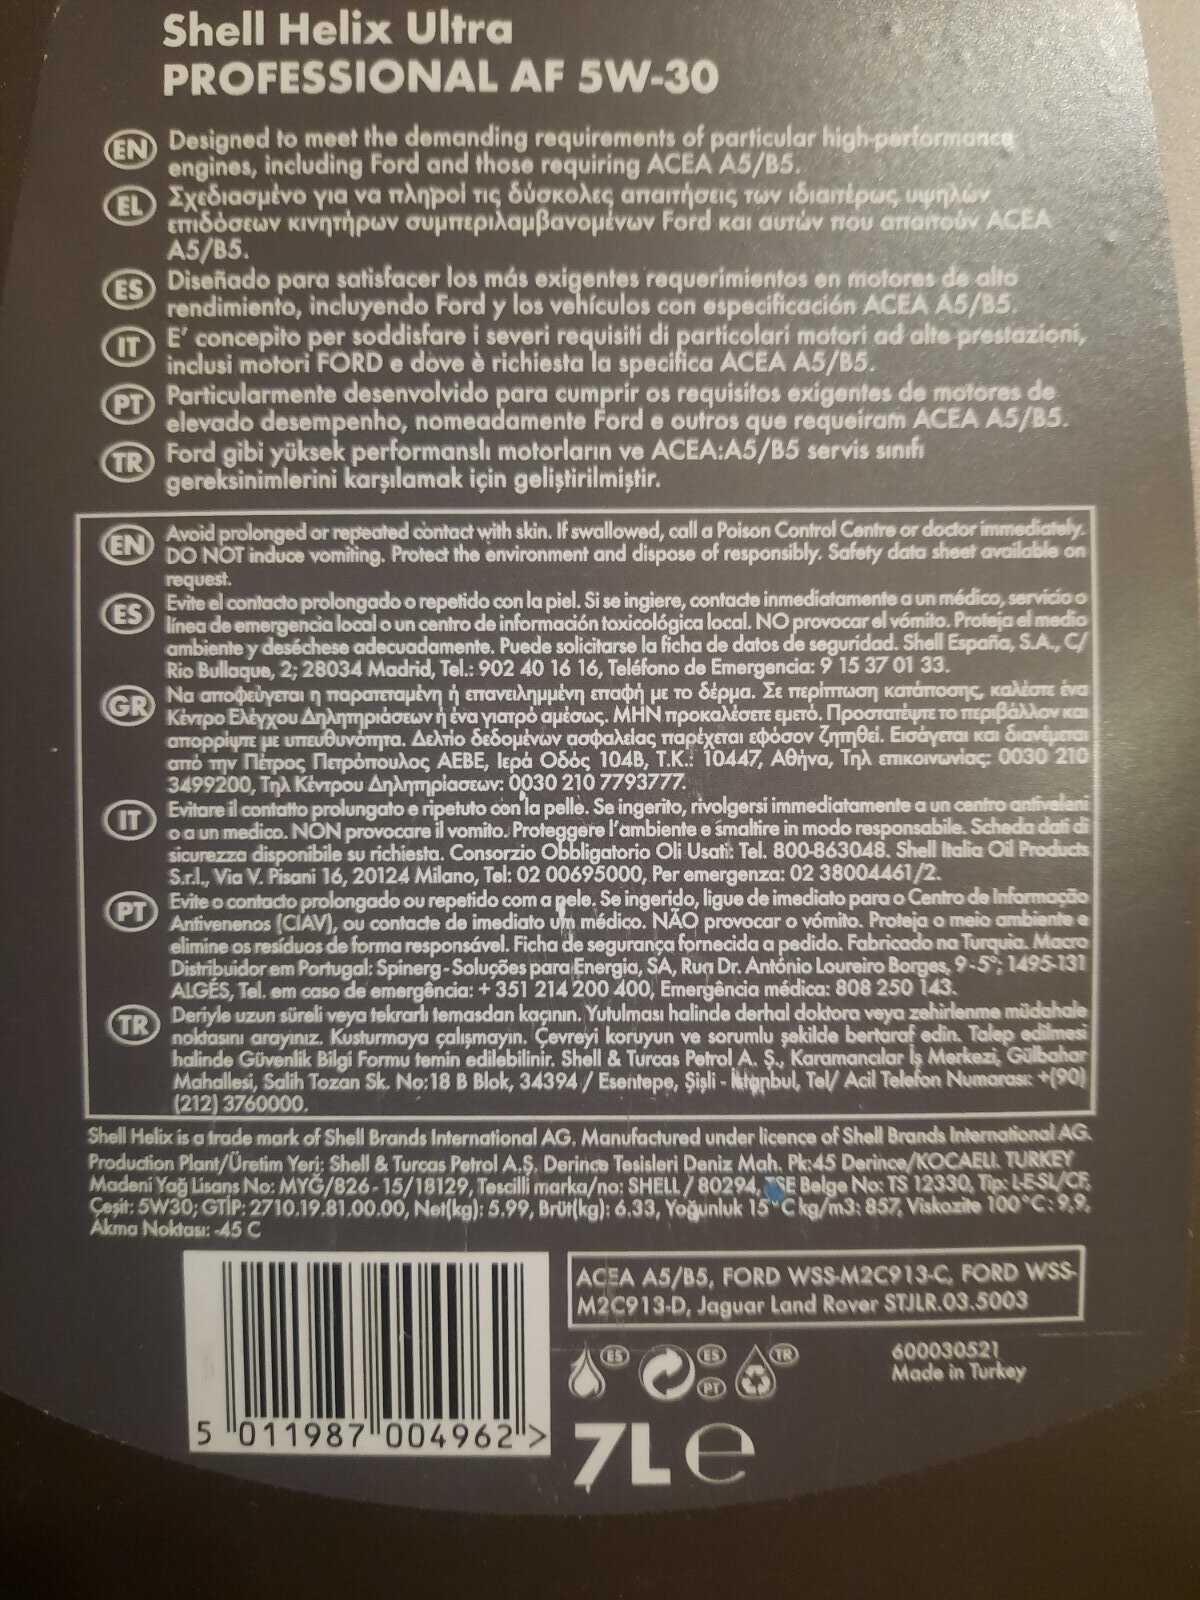 Shell Helix Ultra
PROFESSIONAL AF 5W-30
EN Designed to meet the demanding requirements of particular high-performance
engines, including Ford and those requiring ACEA A5/B5.
EL Σχεδιασμένο για να πληροί τις δύσκολες απαιτήσεις των ιδιαιτέρως υψηλών
επιδόσεων κινητήρων συμπεριλαμβανομένων Ford και αυτών που απαιτούν ACEA
A5/B5.
ES Diseñado para satisfacer los más exigentes requerimientos en motores de alto
rendimiento, incluyendo Ford y los vehículos con especificación ACEA A5/B5.
IT E' concepito per soddisfare i severi requisiti di particolari motori ad alte prestazioni,
inclusi motori FORD e dove è richiesta la specifica ACEA A5/B5.
PT Particularmente desenvolvido para cumprir os requisitos exigentes de motores de
elevado desempenho, nomeadamente Ford e outros que requeiram ACEA A5/B5.
TR Ford gibi yüksek performanslı motorların ve ACEA:A5/B5 servis sınıfı
gereksinimlerini karşılamak için geliştirilmiştir.
EN Avoid prolonged or repeated contact with skin. If swallowed, call a Poison Control Centre or doctor immediately.
DO NOT induce vomiting. Protect the environment and dispose of responsibly. Safety data sheet available on
request.
ES Evite el contacto prolongado o repetido con la piel. Si se ingiere, contacte inmediatamente a un médico, servicio o
línea de emergencia local o un centro de información toxicológica local. NO provocar el vómito. Proteja el medio
ambiente y deséchese adecuadamente. Puede solicitarse la ficha de datos de seguridad. Shell España, S.A., C/
Rio Bullaque, 2; 28034 Madrid, Tel.: 902 40 16 16, Teléfono de Emergencia: 9 15 37 01 33.
GR Να αποφεύγεται η παρατεταμένη ή επανειλημμένη επαφή με το δέρμα. Σε περίπτωση κατάποσης, καλέστε ένα
Κέντρο Ελέγχου Δηλητηριάσεων ή ένα γιατρό αμέσως. ΜΗΝ προκαλέσετε εμετό. Προστατέψτε το περιβάλλον και
απορρίψτε με υπευθυνότητα. Δελτίο δεδομένων ασφαλείας παρέχεται εφόσον ζητηθεί. Εισάγεται και διανέμεται
από την Πέτρος Πετρόπουλος ΑΕΒΕ, Ιερά Οδός 104Β, Τ.Κ.: 10447, Αθήνα, Τηλ επικοινωνίας: 0030 210
3499200, Τηλ Κέντρου Δηλητηρίασεων: 0030 210 7793777.
IT Evitare il contatto prolungato e ripetuto con la pelle. Se ingerito, rivolgersi immediatamente a un centro antiveleni
o a un medico. NON provocare il vomito. Proteggere l'ambiente e smaltire in modo responsabile. Scheda dati di
sicurezza disponibile su richiesta. Consorzio Obbligatorio Oli Usati: Tel. 800-863048. Shell Italia Oil Products
S.r.l., Via V. Pisani 16, 20124 Milano, Tel: 02 00695000, Per emergenza: 02 38004461/2.
PT Evite o contacto prolongado ou repetido com a pele. Se ingerido, ligue de imediato para o Centro de Informação
Antivenenos (CIAV), ou contacte de imediato um médico. NÃO provocar o vómito. Proteja o meio ambiente e
elimine os resíduos de forma responsável. Ficha de segurança fornecida a pedido. Fabricado na Turquia. Macro
Distribuidor em Portugal: Spinerg - Soluções para Energia, SA, Rua Dr. António Loureiro Borges, 9-5º; 1495-131
ALGÉS, Tel. em caso de emergência: + 351 214 200 400, Emergência médica: 808 250 143.
TR Deriyle uzun süreli veya tekrarlı temasdan kaçının. Yutulması halinde derhal doktora veya zehirlenme müdahale
noktasını arayınız. Kusturmaya çalışmayın. Çevreyi koruyun ve sorumlu şekilde bertaraf edin. Talep edilmesi
halinde Güvenlik Bilgi Formu temin edilebilinir. Shell & Turcas Petrol A. Ş., Karamancılar İş Merkezi, Gülbahar
Mahallesi, Salih Tozan Sk. No:18 B Blok, 34394 / Esentepe, Şişli - İstanbul, Tel/ Acil Telefon Numarası: +(90)
(212) 3760000.
Shell Helix is a trade mark of Shell Brands International AG. Manufactured under licence of Shell Brands International AG.
Production Plant/Üretim Yeri: Shell & Turcas Petrol A.Ş. Derince Tesisleri Deniz Mah. Pk:45 Derince/KOCAELI. TURKEY
Madeni Yağ Lisans No: MYĞ/826-15/18129, Tescilli marka/no: SHELL / 80294, TSE Belge No: TS 12330, Tip: L-E-SL/CF,
Çeşit: 5W30; GTİP: 2710.19.81.00.00, Net(kg): 5.99, Brüt(kg): 6.33, Yoğunluk 15°C kg/m3: 857, Viskozite 100°C: 9,9,
Akma Noktası: -45 C
ACEA A5/B5, FORD WSS-M2C913-C, FORD WSS-
M2C913-D, Jaguar Land Rover STJLR.03.5003
ES ES PT TR
600030521
Made in Turkey
5 011987 004962 >
7L e